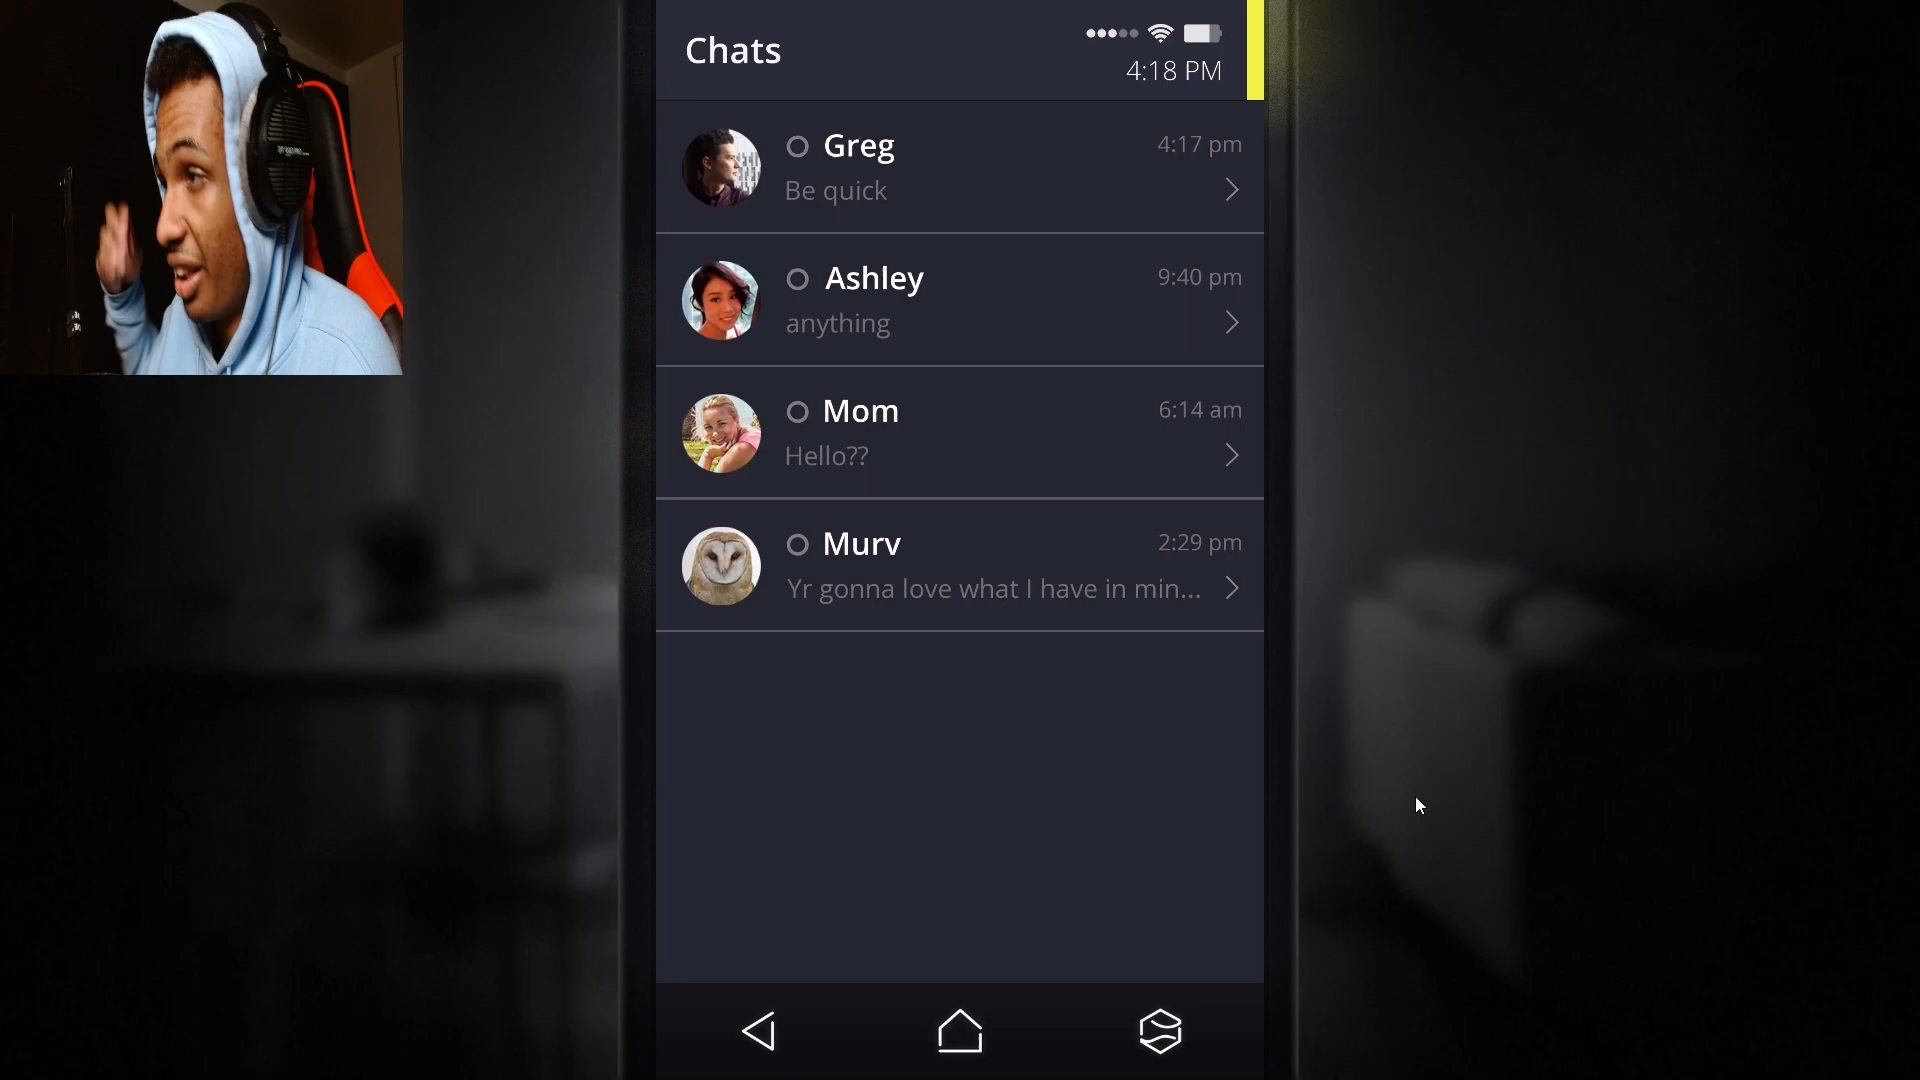 Chats
4:18 PM
Greg
4:17 pm
Be quick
Ashley
9:40 pm
anything
Mom
6:14 am
Hello??
Murv
2:29 pm
Yr gonna love what I have in min...